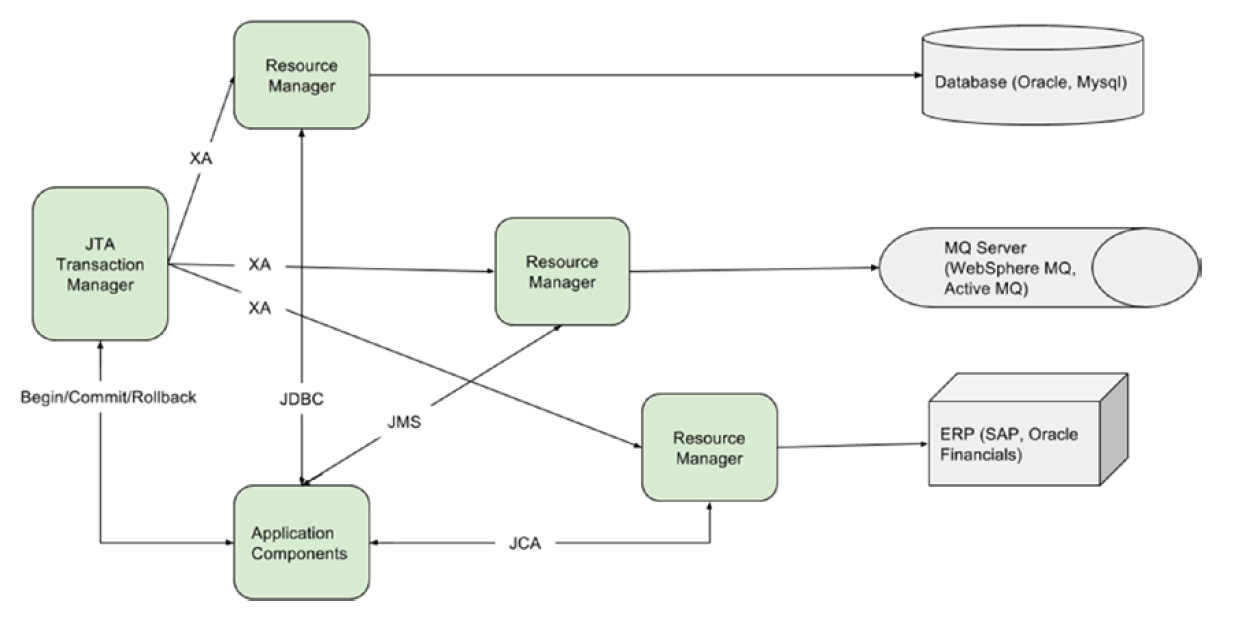 Resource
Manager
Database (Oracle, Mysql)
XA
JTA
Transaction
Manager
XA
Resource
Manager
MQ Server
(WebSphere MQ,
Active MQ)
XA
Begin/Commit/Rollback
JDBC
JMS
Resource
Manager
ERP (SAP, Oracle
Financials)
Application
Components
JCA